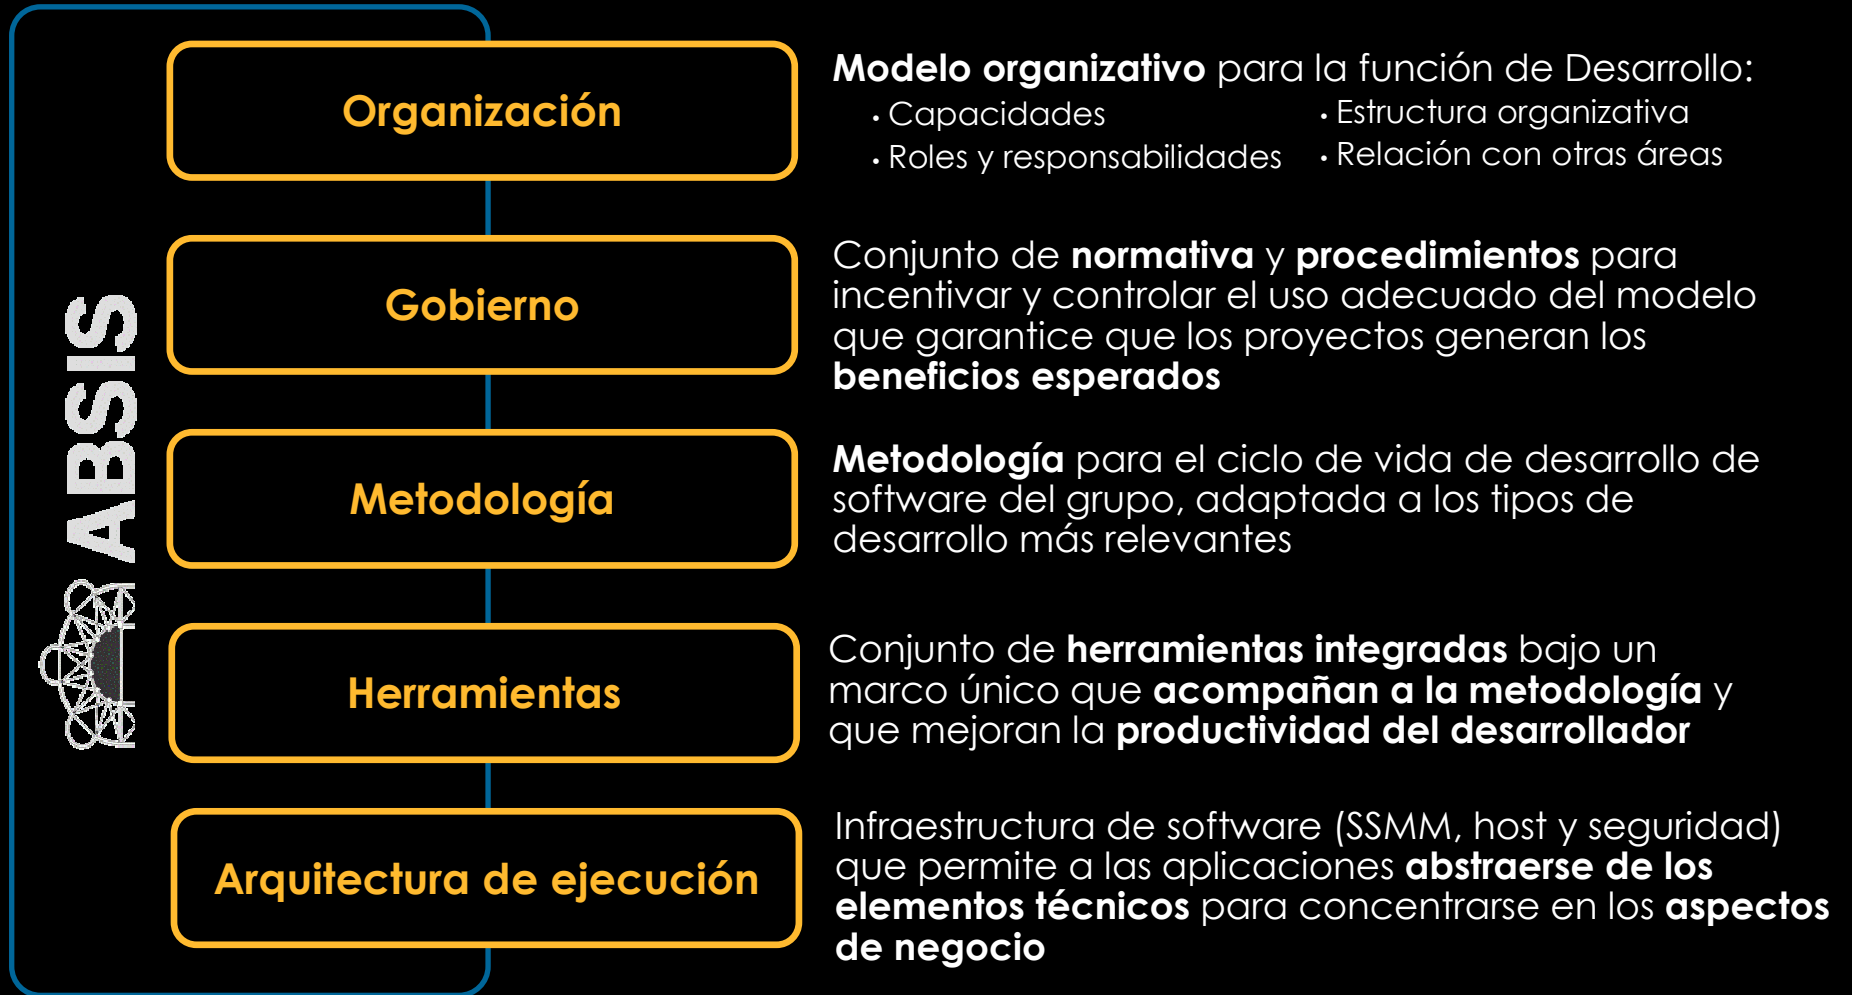 ABSIS
Organización
Modelo organizativo para la función de Desarrollo:
• Capacidades
• Roles y responsabilidades
• Estructura organizativa
• Relación con otras áreas
Gobierno
Conjunto de normativa y procedimientos para
incentivar y controlar el uso adecuado del modelo
que garantice que los proyectos generan los
beneficios esperados
Metodología
Metodología para el ciclo de vida de desarrollo de
software del grupo, adaptada a los tipos de
desarrollo más relevantes
Herramientas
Conjunto de herramientas integradas bajo un
marco único que acompañan a la metodología y
que mejoran la productividad del desarrollador
Arquitectura de ejecución
Infraestructura de software (SSMM, host y seguridad)
que permite a las aplicaciones abstraerse de los
elementos técnicos para concentrarse en los aspectos
de negocio